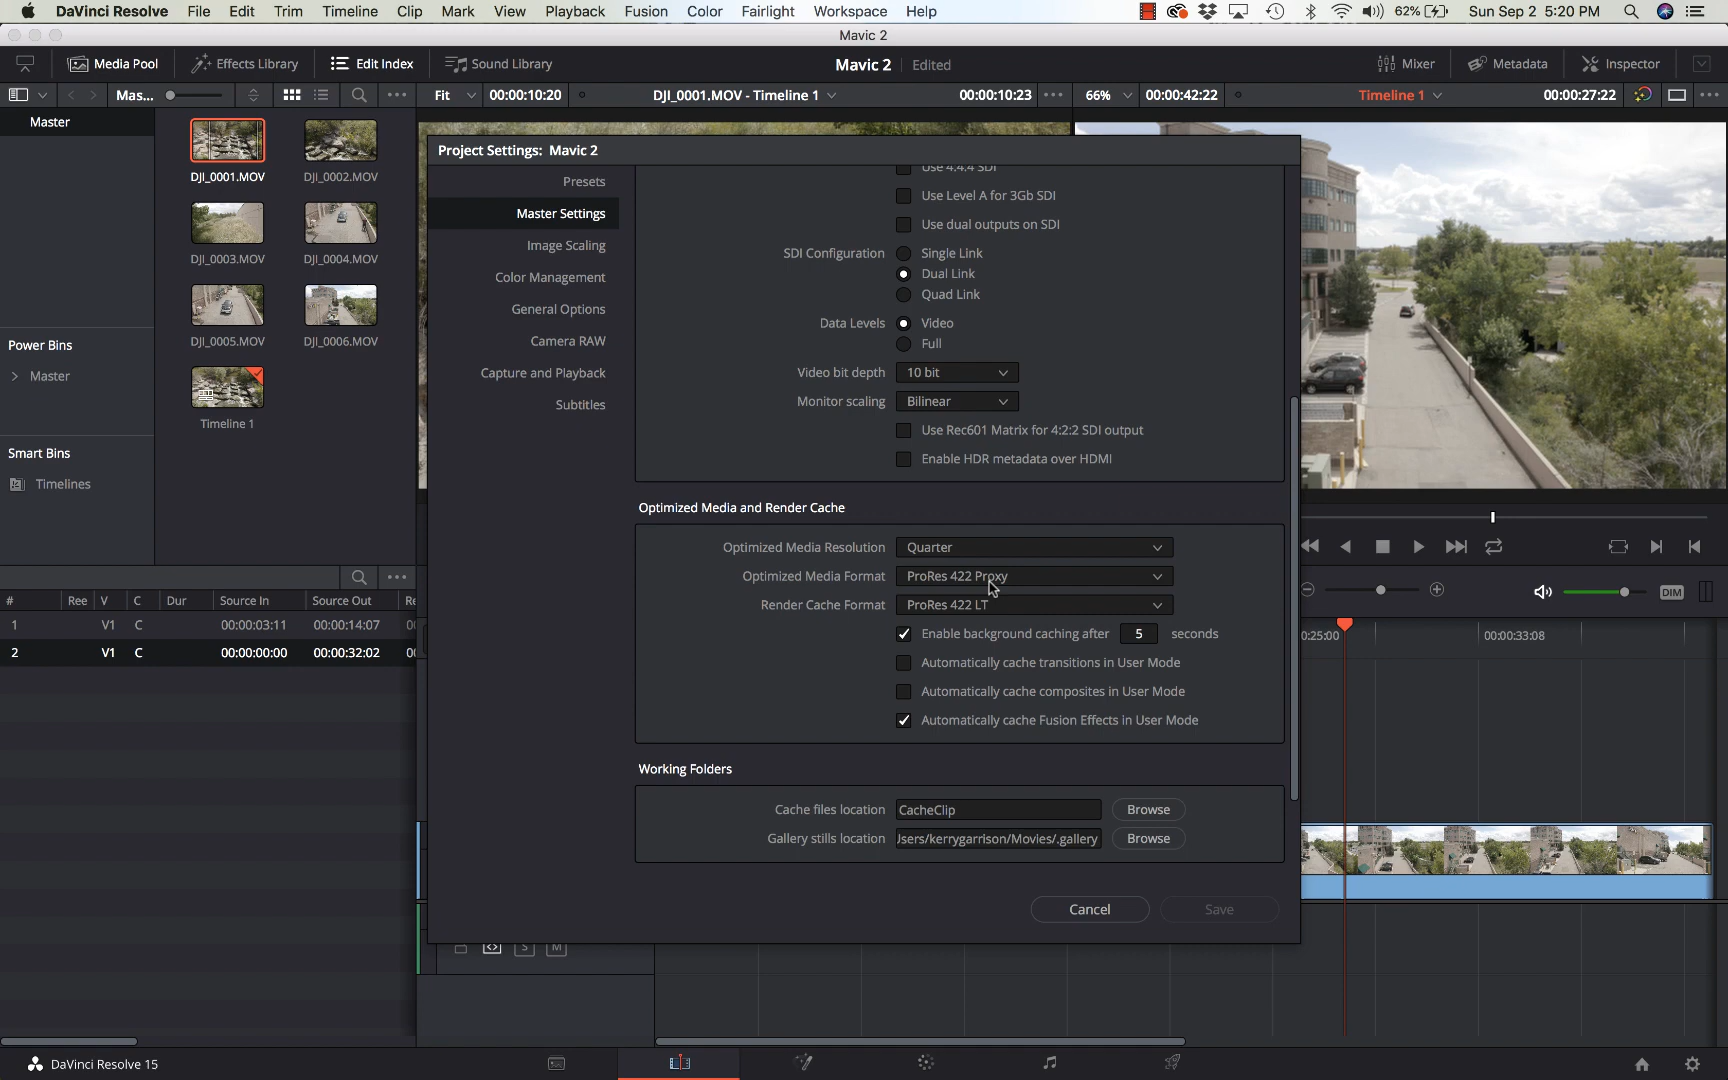 DaVinci Resolve File Edit Trim Timeline Clip Mark View Playback Fusion Color Fairlight Workspace Help 62% Sun Sep 2 5:20 PM
Mavic 2
Media Pool Effects Library Edit Index Sound Library Mavic 2 Edited Mixer Metadata Inspector
Mas... Fit 00:00:10:20 DJI_0001.MOV - Timeline 1 00:00:10:23 66% 00:00:42:22 Timeline 1 00:00:27:22
Master
DJI_0001.MOV DJI_0002.MOV
DJI_0003.MOV DJI_0004.MOV
DJI_0005.MOV DJI_0006.MOV
Timeline 1
Power Bins
Master
Smart Bins
Timelines
# Ree V C Dur Source In Source Out Re
1 V1 C 00:00:03:11 00:00:14:07 00
2 V1 C 00:00:00:00 00:00:32:02 00
Project Settings: Mavic 2
Presets
Master Settings
Image Scaling
Color Management
General Options
Camera RAW
Capture and Playback
Subtitles
Use 4:4:4 SDI
Use Level A for 3Gb SDI
Use dual outputs on SDI
SDI Configuration Single Link
Dual Link
Quad Link
Data Levels Video
Full
Video bit depth 10 bit
Monitor scaling Bilinear
Use Rec601 Matrix for 4:2:2 SDI output
Enable HDR metadata over HDMI
Optimized Media and Render Cache
Optimized Media Resolution Quarter
Optimized Media Format ProRes 422 Proxy
Render Cache Format ProRes 422 LT
Enable background caching after 5 seconds
Automatically cache transitions in User Mode
Automatically cache composites in User Mode
Automatically cache Fusion Effects in User Mode
Working Folders
Cache files location CacheClip Browse
Gallery stills location Jsers/kerrygarrison/Movies/.gallery Browse
Cancel Save
DIM
0:25:00 00:00:33:08
S M
DaVinci Resolve 15